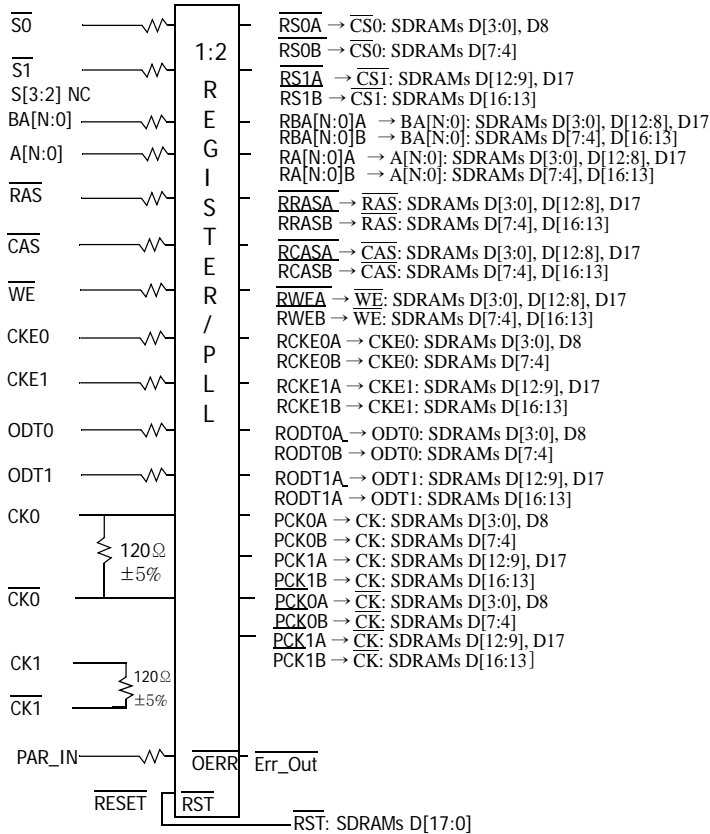 S0
S1
S[3:2] NC
BA[N:0]
A[N:0]
RAS
CAS
WE
CKE0
CKE1
ODT0
ODT1
CK0
120Ω
±5%
CK0
CK1
120Ω
±5%
CK1
PAR_IN
RESET
1:2
R
E
G
I
S
T
E
R
/
P
L
L
OERR
RST
RS0A → CS0: SDRAMs D[3:0], D8
RS0B → CS0: SDRAMs D[7:4]
RS1A → CS1: SDRAMs D[12:9], D17
RS1B → CS1: SDRAMs D[16:13]
RBA[N:0]A → BA[N:0]: SDRAMs D[3:0], D[12:8], D17
RBA[N:0]B → BA[N:0]: SDRAMs D[7:4], D[16:13]
RA[N:0]A → A[N:0]: SDRAMs D[3:0], D[12:8], D17
RA[N:0]B → A[N:0]: SDRAMs D[7:4], D[16:13]
RRASA → RAS: SDRAMs D[3:0], D[12:8], D17
RRASB → RAS: SDRAMs D[7:4], D[16:13]
RCASA → CAS: SDRAMs D[3:0], D[12:8], D17
RCASB → CAS: SDRAMs D[7:4], D[16:13]
RWEA → WE: SDRAMs D[3:0], D[12:8], D17
RWEB → WE: SDRAMs D[7:4], D[16:13]
RCKE0A → CKE0: SDRAMs D[3:0], D8
RCKE0B → CKE0: SDRAMs D[7:4]
RCKE1A → CKE1: SDRAMs D[12:9], D17
RCKE1B → CKE1: SDRAMs D[16:13]
RODT0A → ODT0: SDRAMs D[3:0], D8
RODT0B → ODT0: SDRAMs D[7:4]
RODT1A → ODT1: SDRAMs D[12:9], D17
RODT1A → ODT1: SDRAMs D[16:13]
PCK0A → CK: SDRAMs D[3:0], D8
PCK0B → CK: SDRAMs D[7:4]
PCK1A → CK: SDRAMs D[12:9], D17
PCK1B → CK: SDRAMs D[16:13]
PCK0A → CK: SDRAMs D[3:0], D8
PCK0B → CK: SDRAMs D[7:4]
PCK1A → CK: SDRAMs D[12:9], D17
PCK1B → CK: SDRAMs D[16:13]
Err_Out
RST: SDRAMs D[17:0]